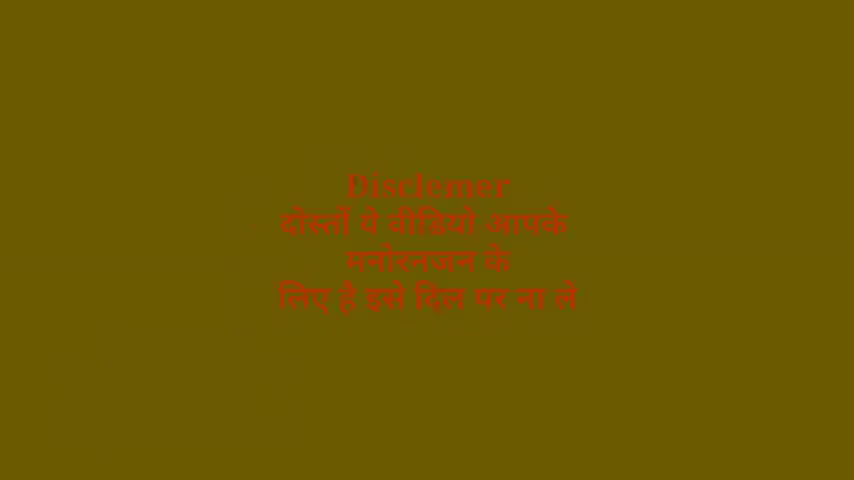 Disclemer
दोस्तों ये वीडियो आपके
मनोरनजन के
लिए है इसे दिल पर ना ले